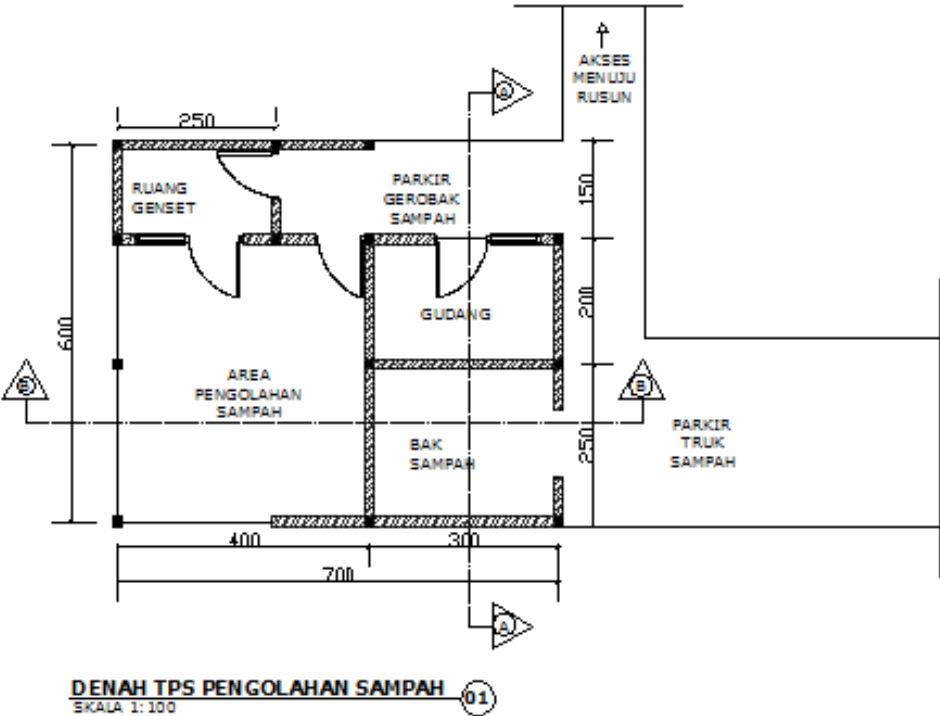 AKSES
MENUJU
RUSUN
A
250
RUANG
GENSET
PARKIR
GEROBAK
SAMPAH
150
GUDANG
200
600
B
AREA
PENGOLAHAN
SAMPAH
B
BAK
SAMPAH
250
PARKIR
TRUK
SAMPAH
400
300
700
A
DENAH TPS PENGOLAHAN SAMPAH
01
SKALA 1:100